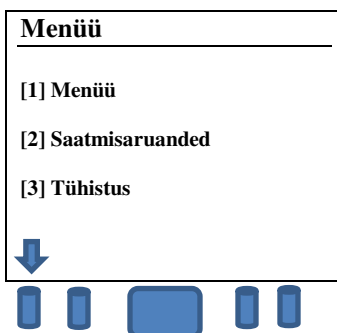 Menüü
[1] Menüü
[2] Saatmisaruanded
[3] Tühistus